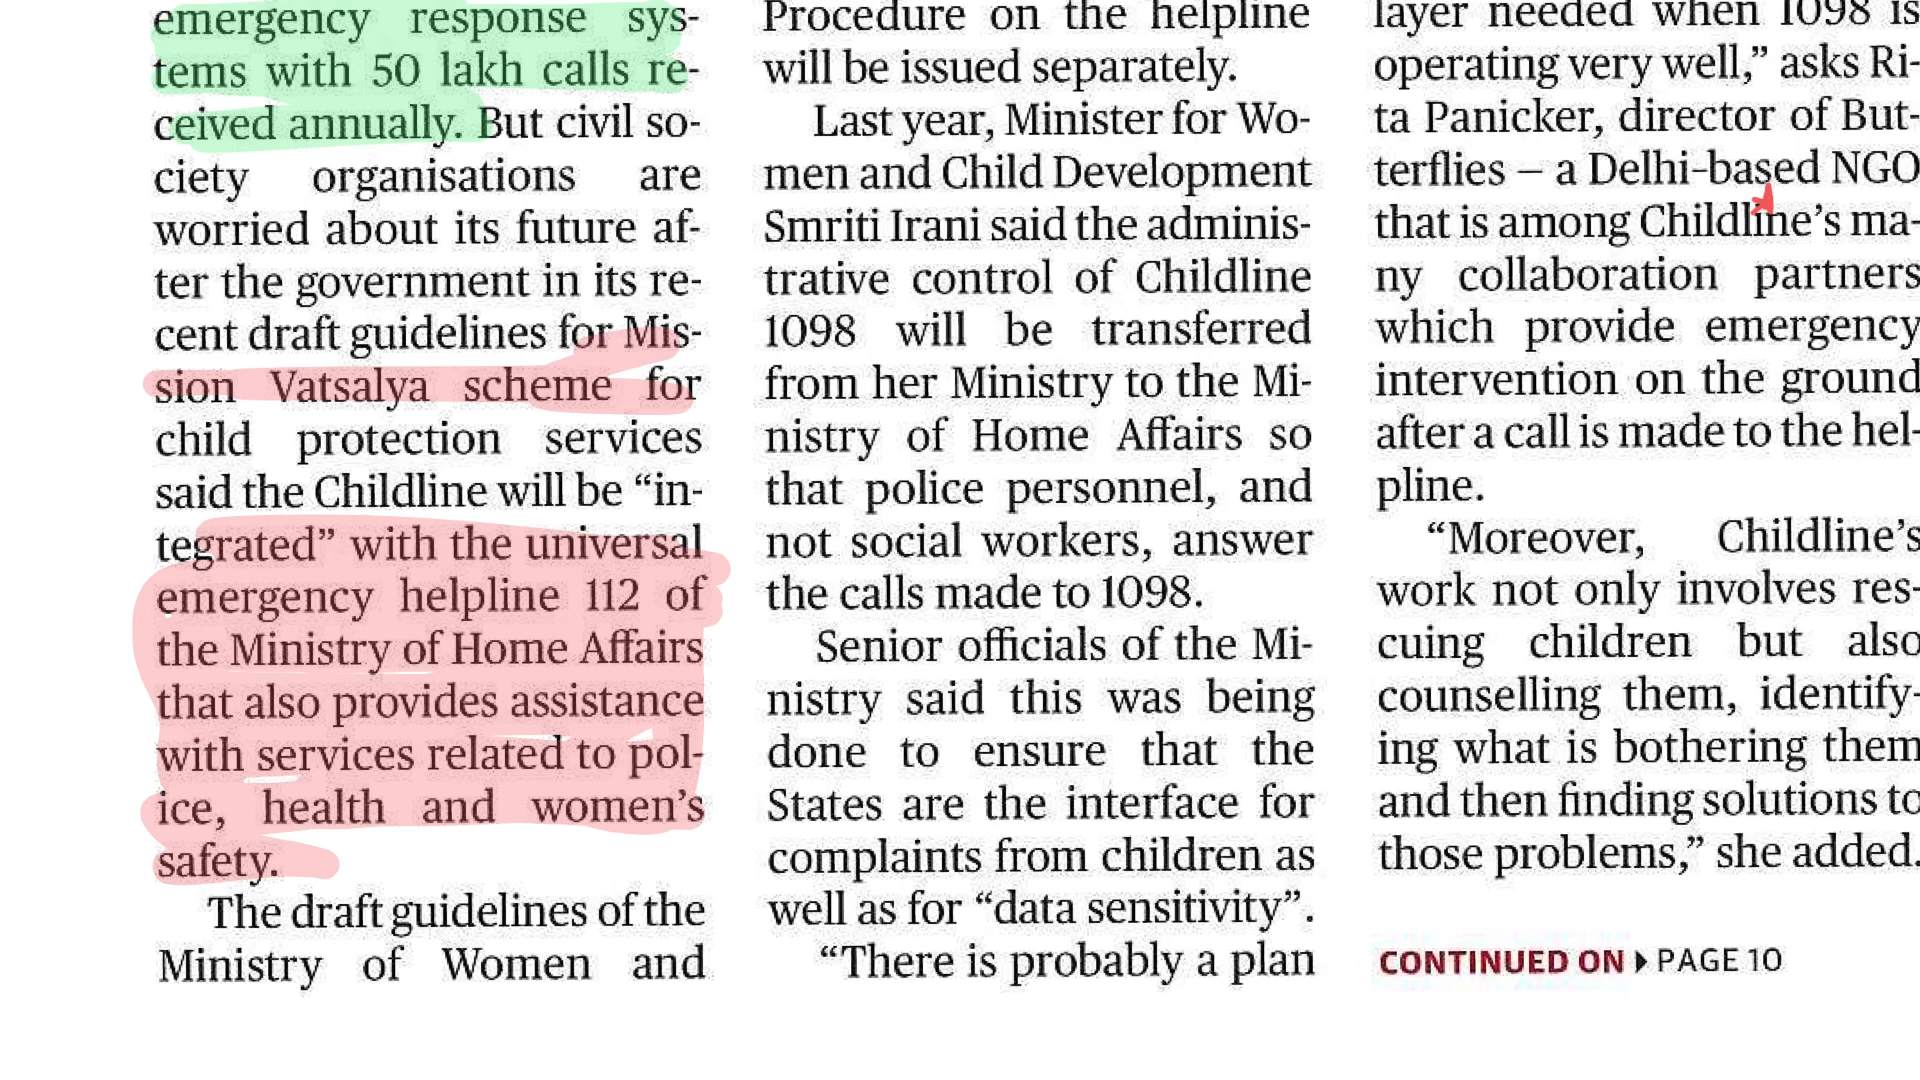 emergency response sys-
tems with 50 lakh calls re-
ceived annually. But civil so-
ciety organisations are
worried about its future af-
ter the government in its re-
cent draft guidelines for Mis-
sion Vatsalya scheme for
child protection services
said the Childline will be “in-
tegrated” with the universal
emergency helpline 112 of
the Ministry of Home Affairs
that also provides assistance
with services related to pol-
ice, health and women’s
safety.
The draft guidelines of the
Ministry of Women and
Procedure on the helpline
will be issued separately.
Last year, Minister for Wo-
men and Child Development
Smriti Irani said the adminis-
trative control of Childline
1098 will be transferred
from her Ministry to the Mi-
nistry of Home Affairs so
that police personnel, and
not social workers, answer
the calls made to 1098.
Senior officials of the Mi-
nistry said this was being
done to ensure that the
States are the interface for
complaints from children as
well as for “data sensitivity”.
“There is probably a plan
layer needed when 1098 is
operating very well,” asks Ri-
ta Panicker, director of But-
terflies – a Delhi-based NGO
that is among Childline’s ma-
ny collaboration partners
which provide emergency
intervention on the ground
after a call is made to the hel-
pline.
“Moreover, Childline’s
work not only involves res-
cuing children but also
counselling them, identify-
ing what is bothering them
and then finding solutions to
those problems,” she added.
CONTINUED ON ▸ PAGE 10